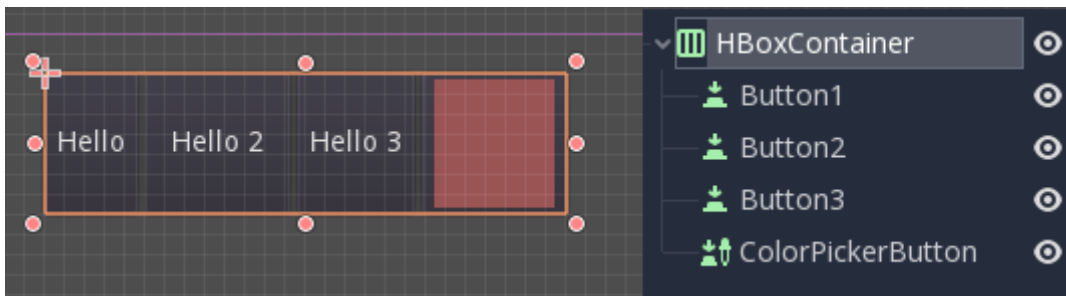 Hello Hello 2 Hello 3
HBoxContainer
Button1
Button2
Button3
ColorPickerButton